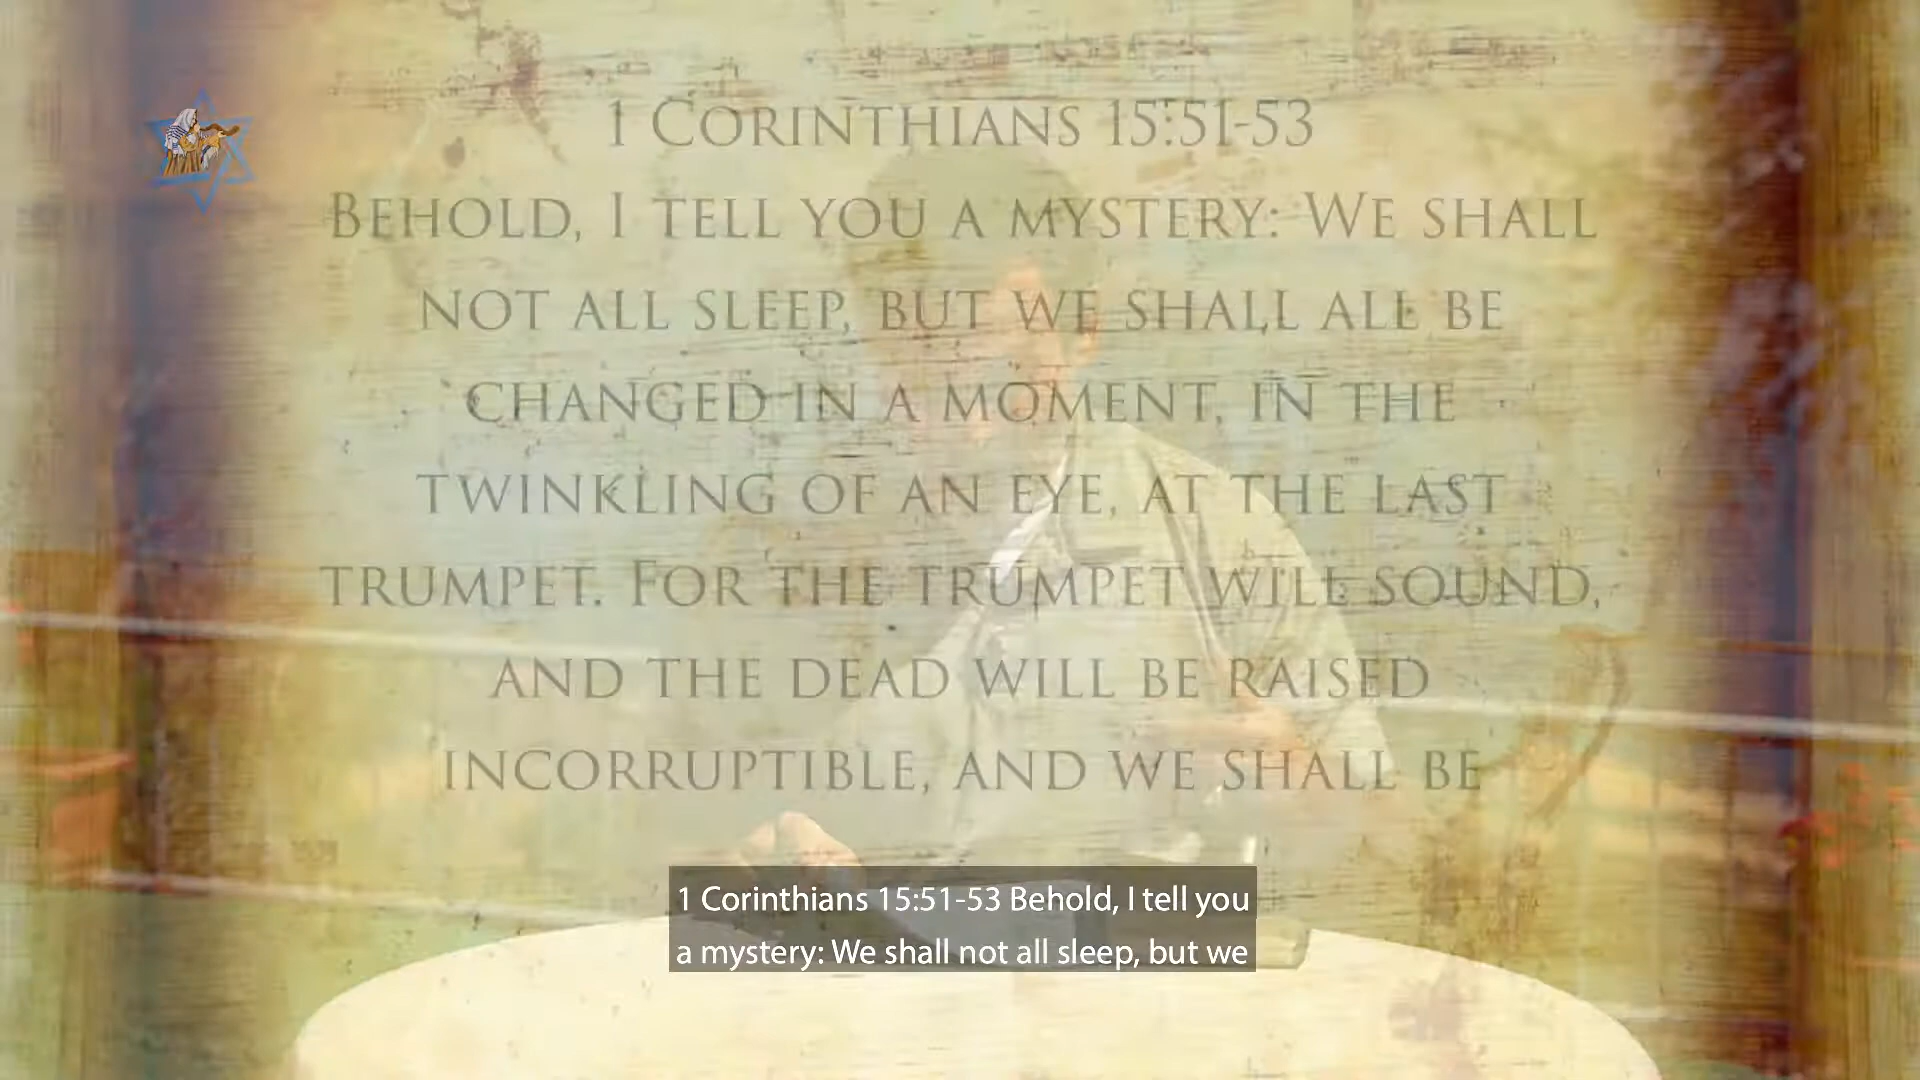 1 Corinthians 15:51-53
Behold, I tell you a mystery: We shall
not all sleep, but we shall all be
changed in a moment, in the
twinkling of an eye, at the last
trumpet. For the trumpet will sound,
and the dead will be raised
incorruptible, and we shall be
1 Corinthians 15:51-53 Behold, I tell you
a mystery: We shall not all sleep, but we